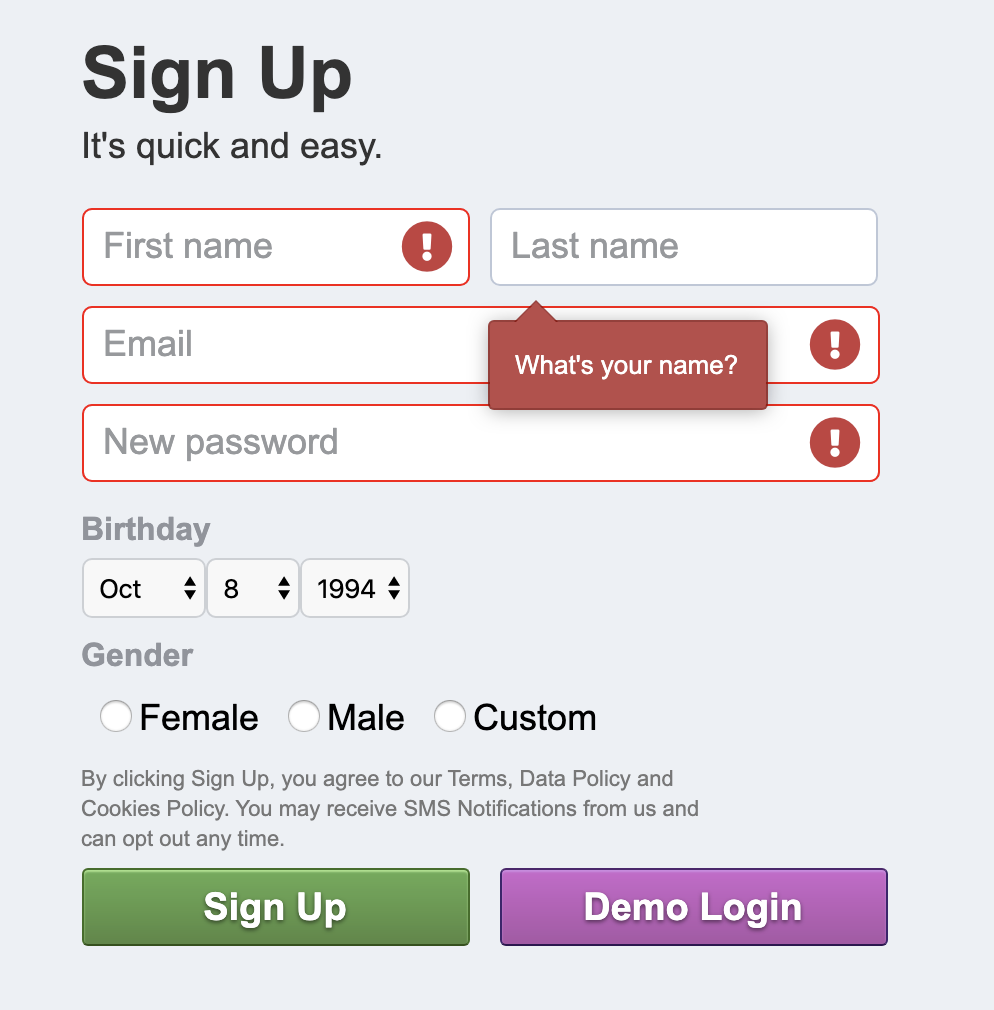 Sign Up
It's quick and easy.
First name
Last name
Email
What's your name?
New password
Birthday
Oct 8 1994
Gender
Female Male Custom
By clicking Sign Up, you agree to our Terms, Data Policy and
Cookies Policy. You may receive SMS Notifications from us and
can opt out any time.
Sign Up
Demo Login